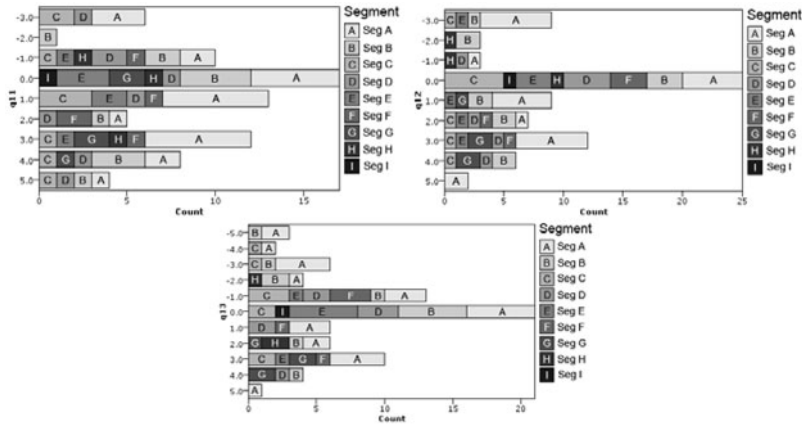 Segment
-3.0 C D A
-1.0 B
-1.0 C E H D F B A
0.0 I E G H D B A
1.0 C E D F A
2.0 D F B A
3.0 C E G H F A
4.0 C G D B A
5.0 C D B A
q11
0 5 10 15
Count
A Seg A
B Seg B
C Seg C
D Seg D
E Seg E
F Seg F
G Seg G
H Seg H
I Seg I
Segment
-3.0 C E B A
H B
-1.0 H D A
0.0 C I E H D F B A
1.0 E G B A
2.0 C E D F B A
3.0 C E G D F A
4.0 C G D B
5.0 A
q12
0 5 10 15 20 25
Count
A Seg A
B Seg B
C Seg C
D Seg D
E Seg E
F Seg F
G Seg G
H Seg H
I Seg I
Segment
-5.0 B A
-4.0 C A
-3.0 C B A
-2.0 H B A
-1.0 C E D F B A
0.0 C I E D B A
1.0 D F A
2.0 G H B A
3.0 C E G F A
4.0 G D B
5.0 A
q13
0 5 10 15 20
Count
A Seg A
B Seg B
C Seg C
D Seg D
E Seg E
F Seg F
G Seg G
H Seg H
I Seg I